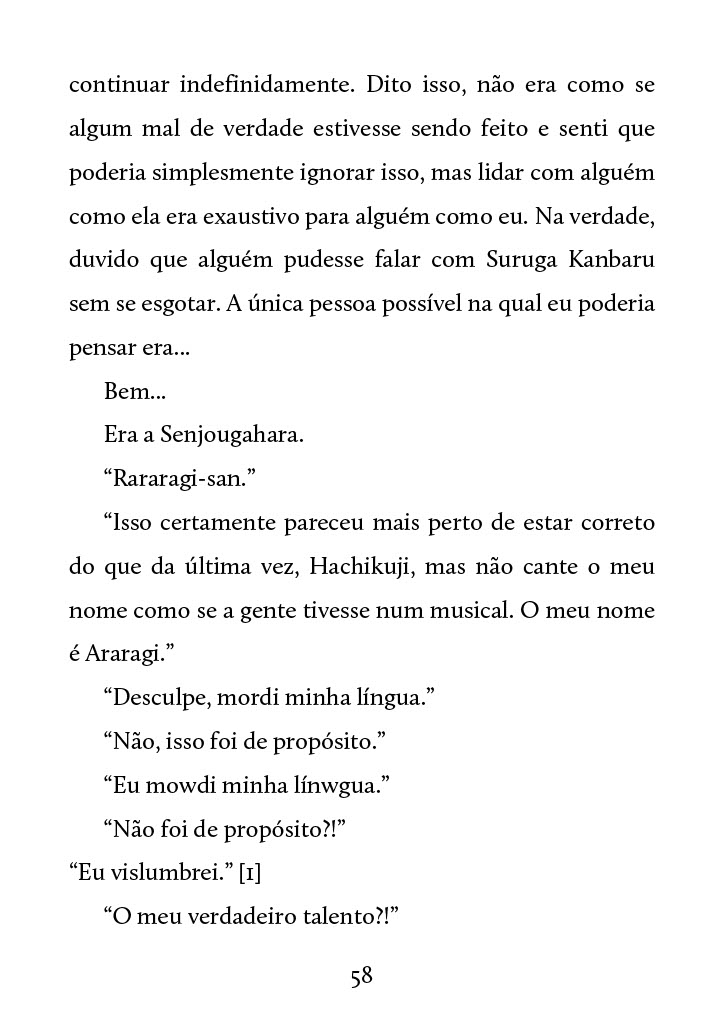 continuar indefinidamente. Dito isso, não era como se
algum mal de verdade estivesse sendo feito e senti que
poderia simplesmente ignorar isso, mas lidar com alguém
como ela era exaustivo para alguém como eu. Na verdade,
duvido que alguém pudesse falar com Suruga Kanbaru
sem se esgotar. A única pessoa possível na qual eu poderia
pensar era...
Bem...
Era a Senjougahara.
“Rararagi-san.”
“Isso certamente pareceu mais perto de estar correto
do que da última vez, Hachikuji, mas não cante o meu
nome como se a gente tivesse num musical. O meu nome
é Araragi.”
“Desculpe, mordi minha língua.”
“Não, isso foi de propósito.”
“Eu mowdi minha línwgua.”
“Não foi de propósito?!”
“Eu vislumbrei.” [1]
“O meu verdadeiro talento?!”
58